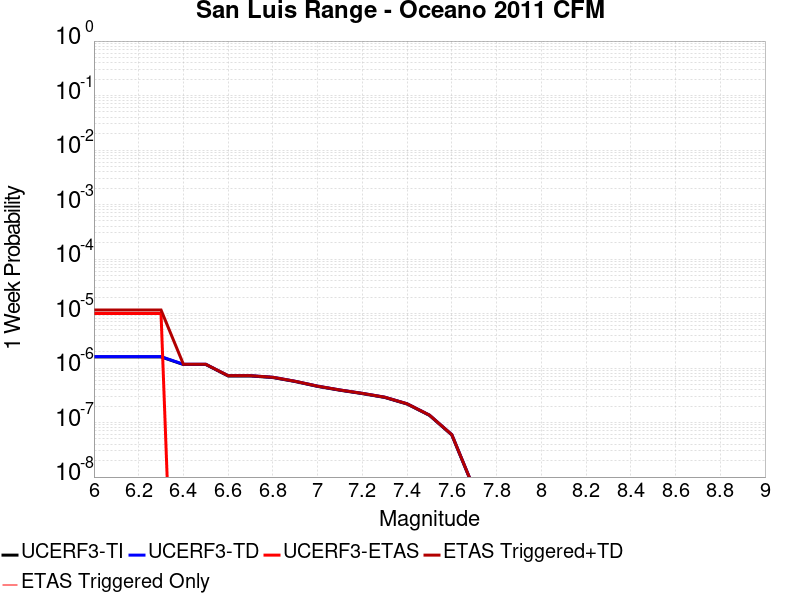 San Luis Range - Oceano 2011 CFM
10^0
10^-1
10^-2
10^-3
10^-4
10^-5
10^-6
10^-7
10^-8
1 Week Probability
6 6.2 6.4 6.6 6.8 7 7.2 7.4 7.6 7.8 8 8.2 8.4 8.6 8.8 9
Magnitude
UCERF3-TI UCERF3-TD UCERF3-ETAS ETAS Triggered+TD
ETAS Triggered Only